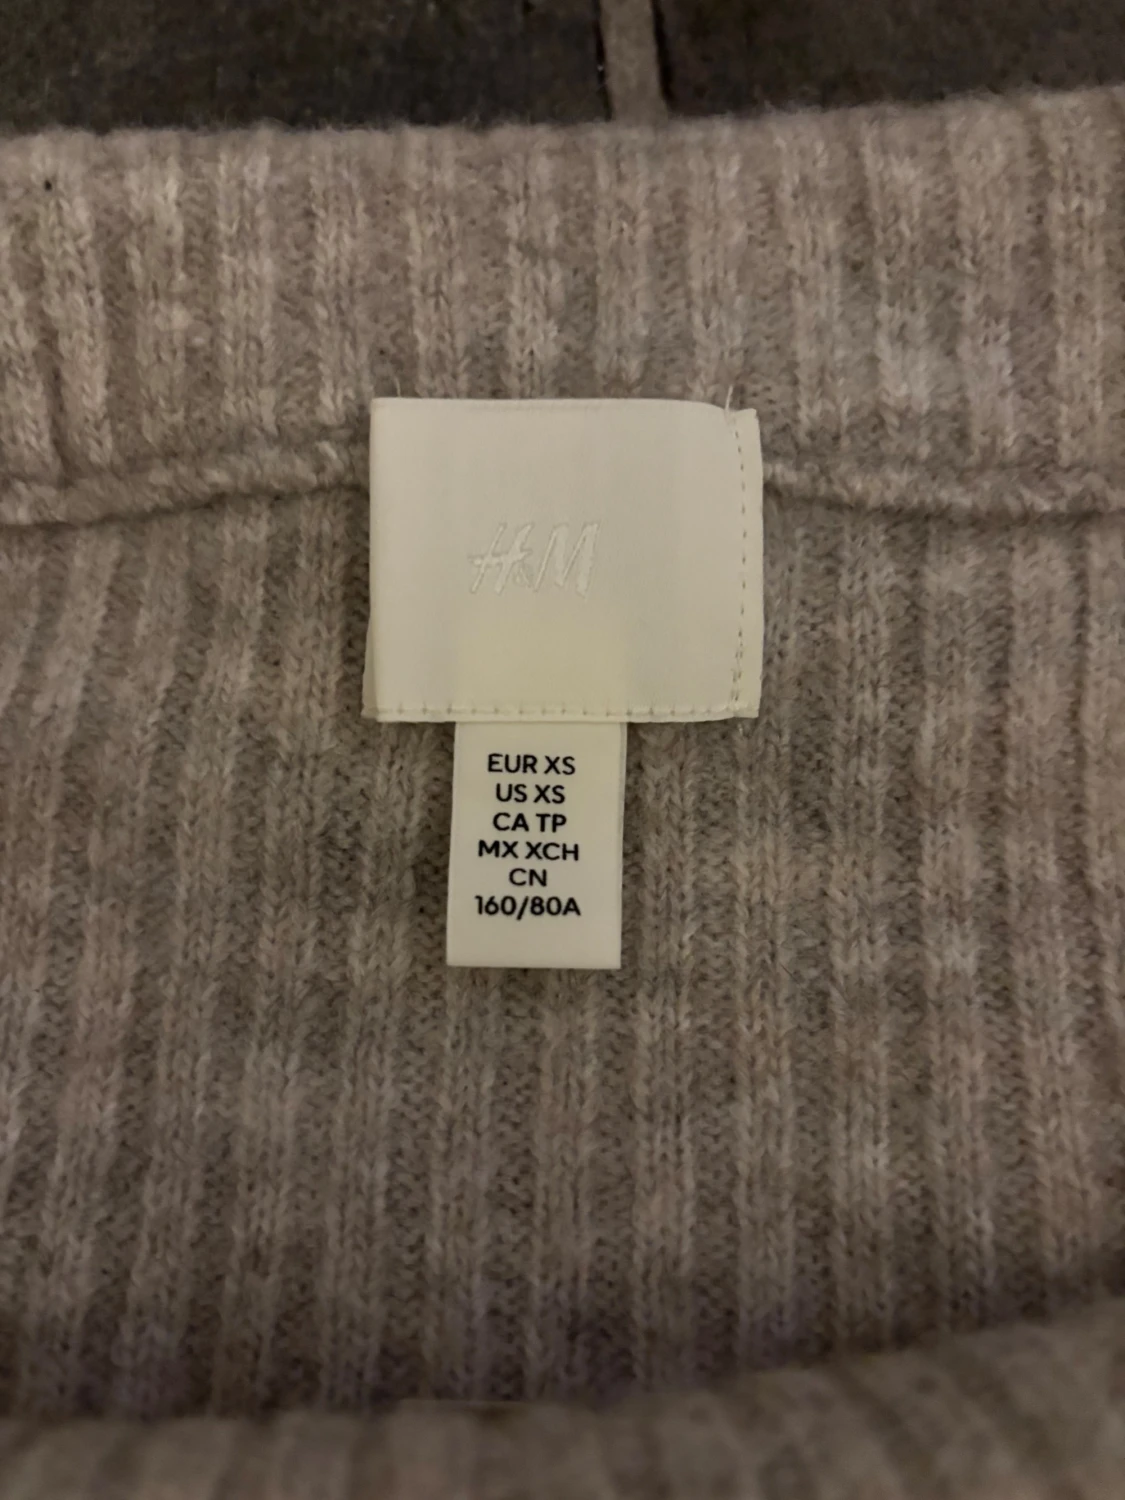 H&M
EUR XS
US XS
CA TP
MX XCH
CN
160/80A